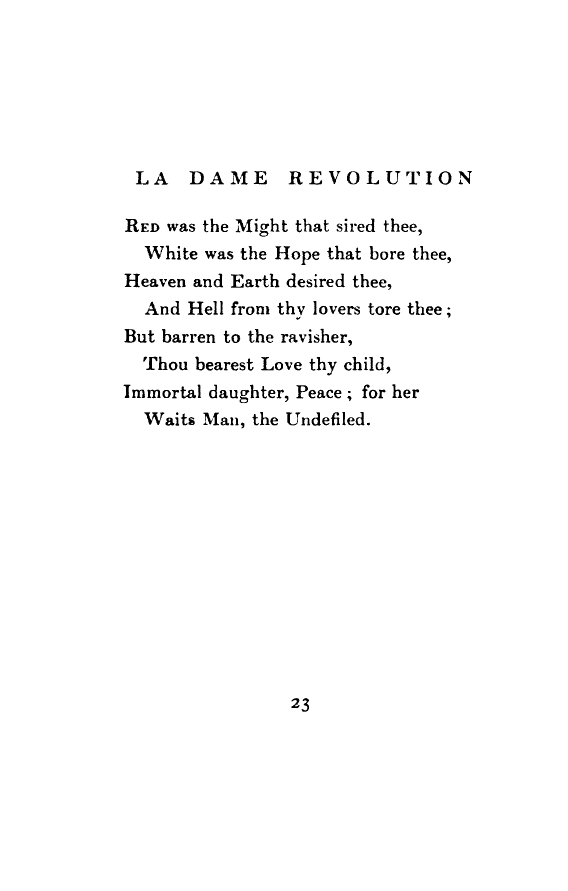 LA DAME REVOLUTION
RED was the Might that sired thee,
White was the Hope that bore thee,
Heaven and Earth desired thee,
And Hell from thy lovers tore thee ;
But barren to the ravisher,
Thou bearest Love thy child,
Immortal daughter, Peace ; for her
Waits Man, the Undefiled.
23